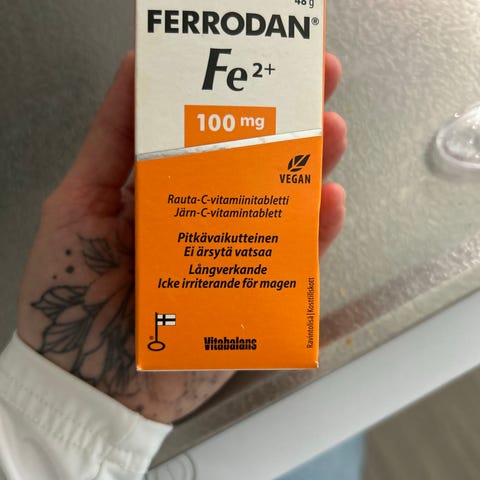 48 g
FERRODAN®
Fe2+
100 mg
VEGAN
Rauta-C-vitamiinitabletti
Järn-C-vitamintablett
Pitkävaikutteinen
Ei ärsytä vatsaa
Långverkande
Icke irriterande för magen
Vitabalans
Ravintolisä|Kosttillskott